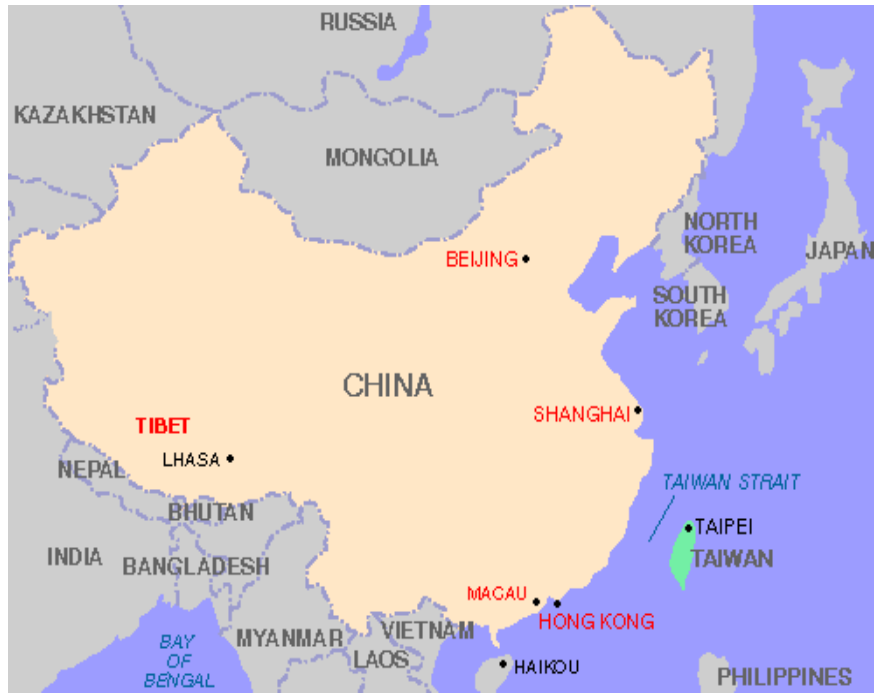 RUSSIA
KAZAKHSTAN
MONGOLIA
NORTH
KOREA
JAPAN
BEIJING
SOUTH
KOREA
CHINA
SHANGHAI
TIBET
LHASA
NEPAL
TAIWAN STRAIT
BHUTAN
TAIPEI
INDIA
BANGLADESH
TAIWAN
MACAU
HONG KONG
VIETNAM
MYANMAR
BAY
OF
BENGAL
LAOS
HAIKOU
PHILIPPINES